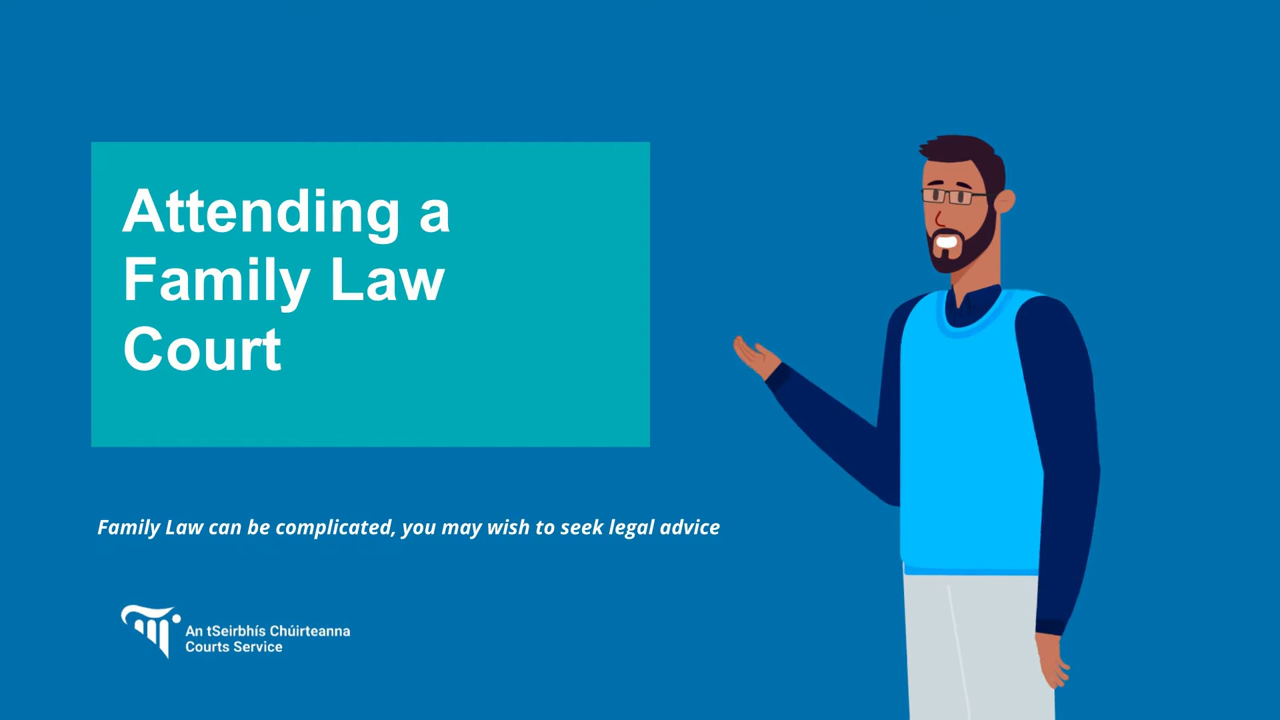 Attending a
Family Law
Court
Family Law can be complicated, you may wish to seek legal advice
An tSeirbhís Chúirteanna
Courts Service